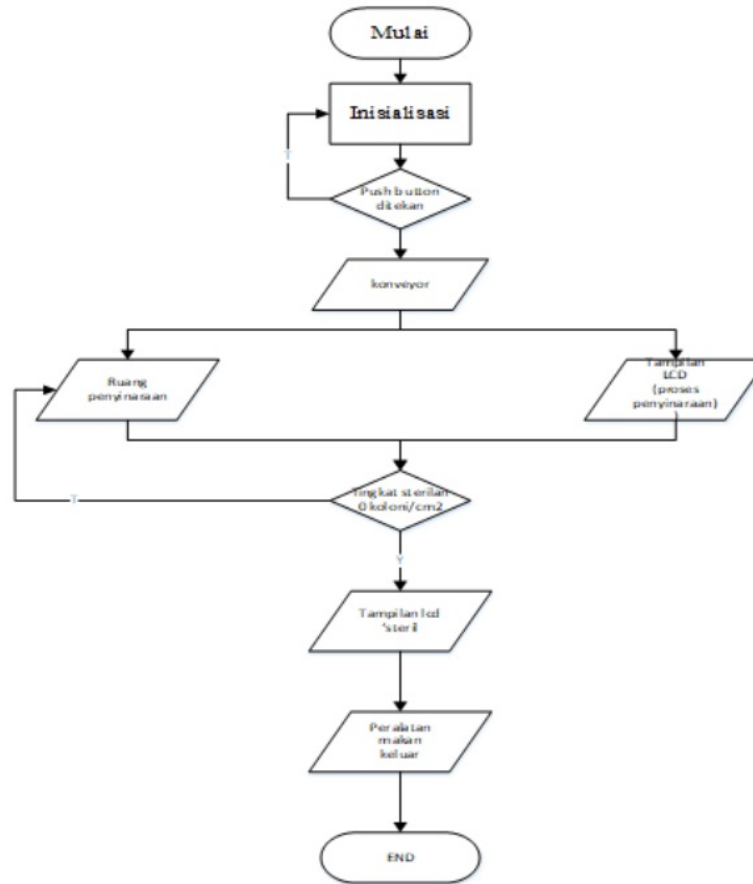 Mulai
Inisialisasi
T
Push button
ditekan
konveyor
Ruang
penyinaraan
Tampilan
LCD
(proses
penyinaraan)
)
T
Tingkat sterilan
0 koloni/cm2
Y
Tampilan lcd
'steril
Peralatan
makan
keluar
END